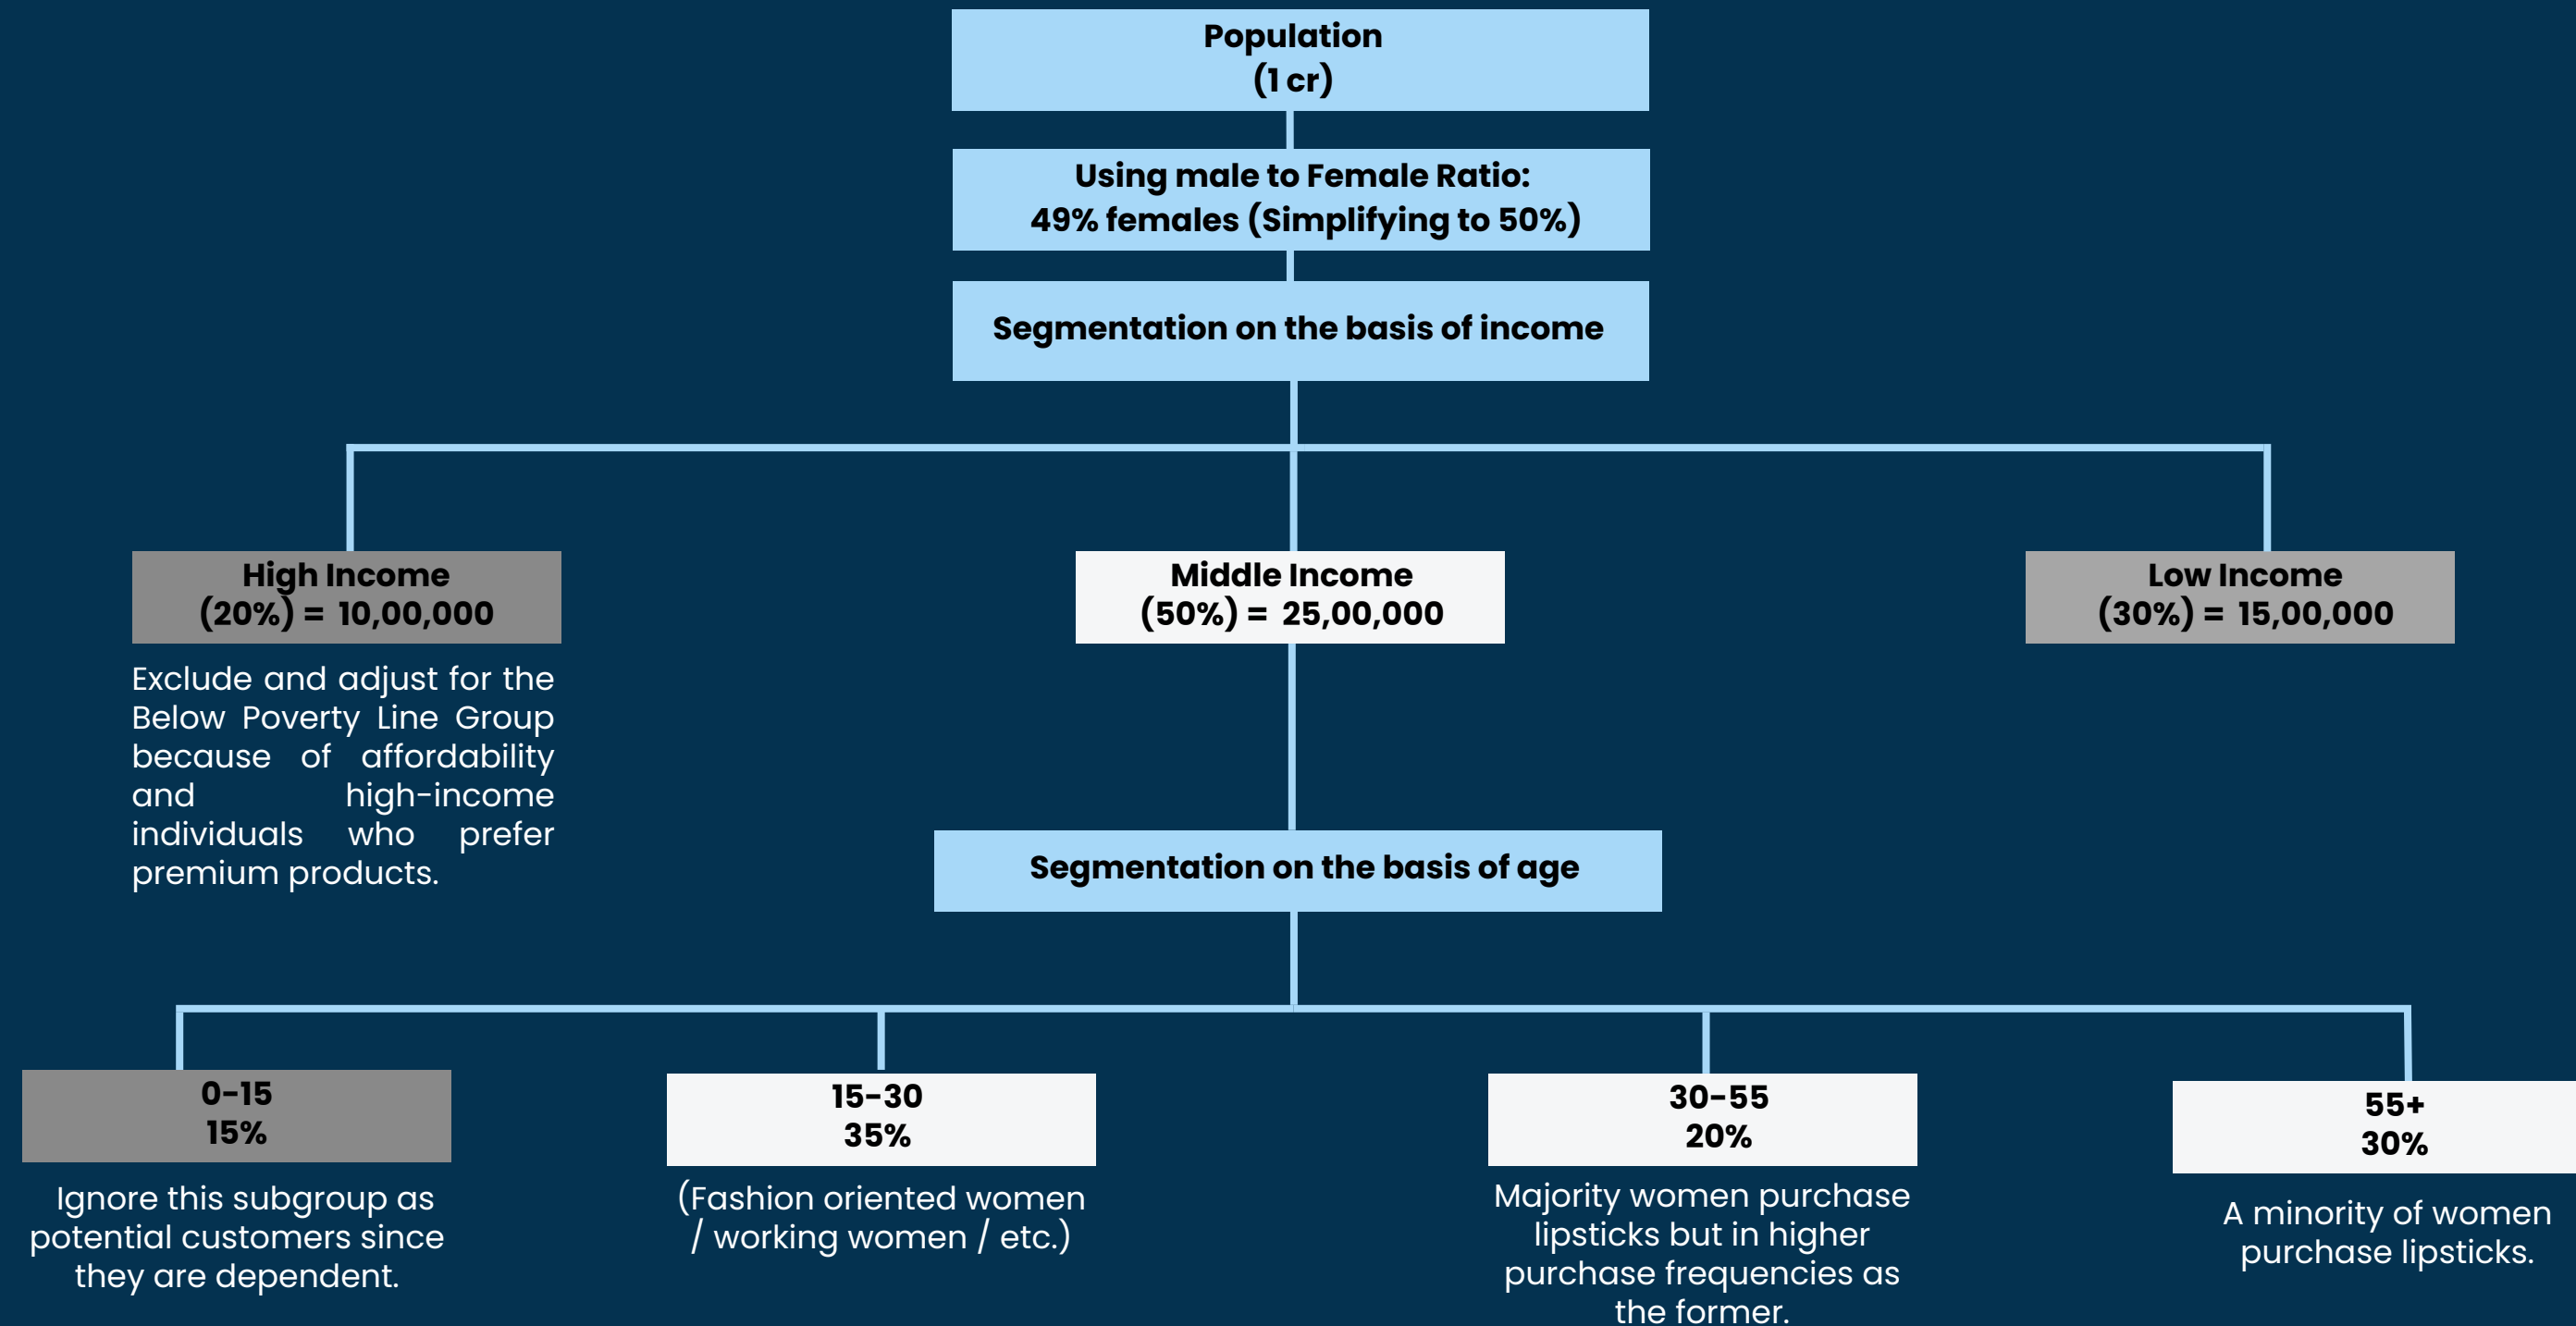 Population
(1 cr)
Using male to Female Ratio:
49% females (Simplifying to 50%)
Segmentation on the basis of income
High Income
(20%) = 10,00,000
Middle Income
(50%) = 25,00,000
Low Income
(30%) = 15,00,000
Exclude and adjust for the
Below Poverty Line Group
because of affordability
and high-income
individuals who prefer
premium products.
Segmentation on the basis of age
0-15
15%
15-30
35%
30-55
20%
55+
30%
Ignore this subgroup as
potential customers since
they are dependent.
(Fashion oriented women
/ working women / etc.)
Majority women purchase
lipsticks but in higher
purchase frequencies as
the former.
A minority of women
purchase lipsticks.